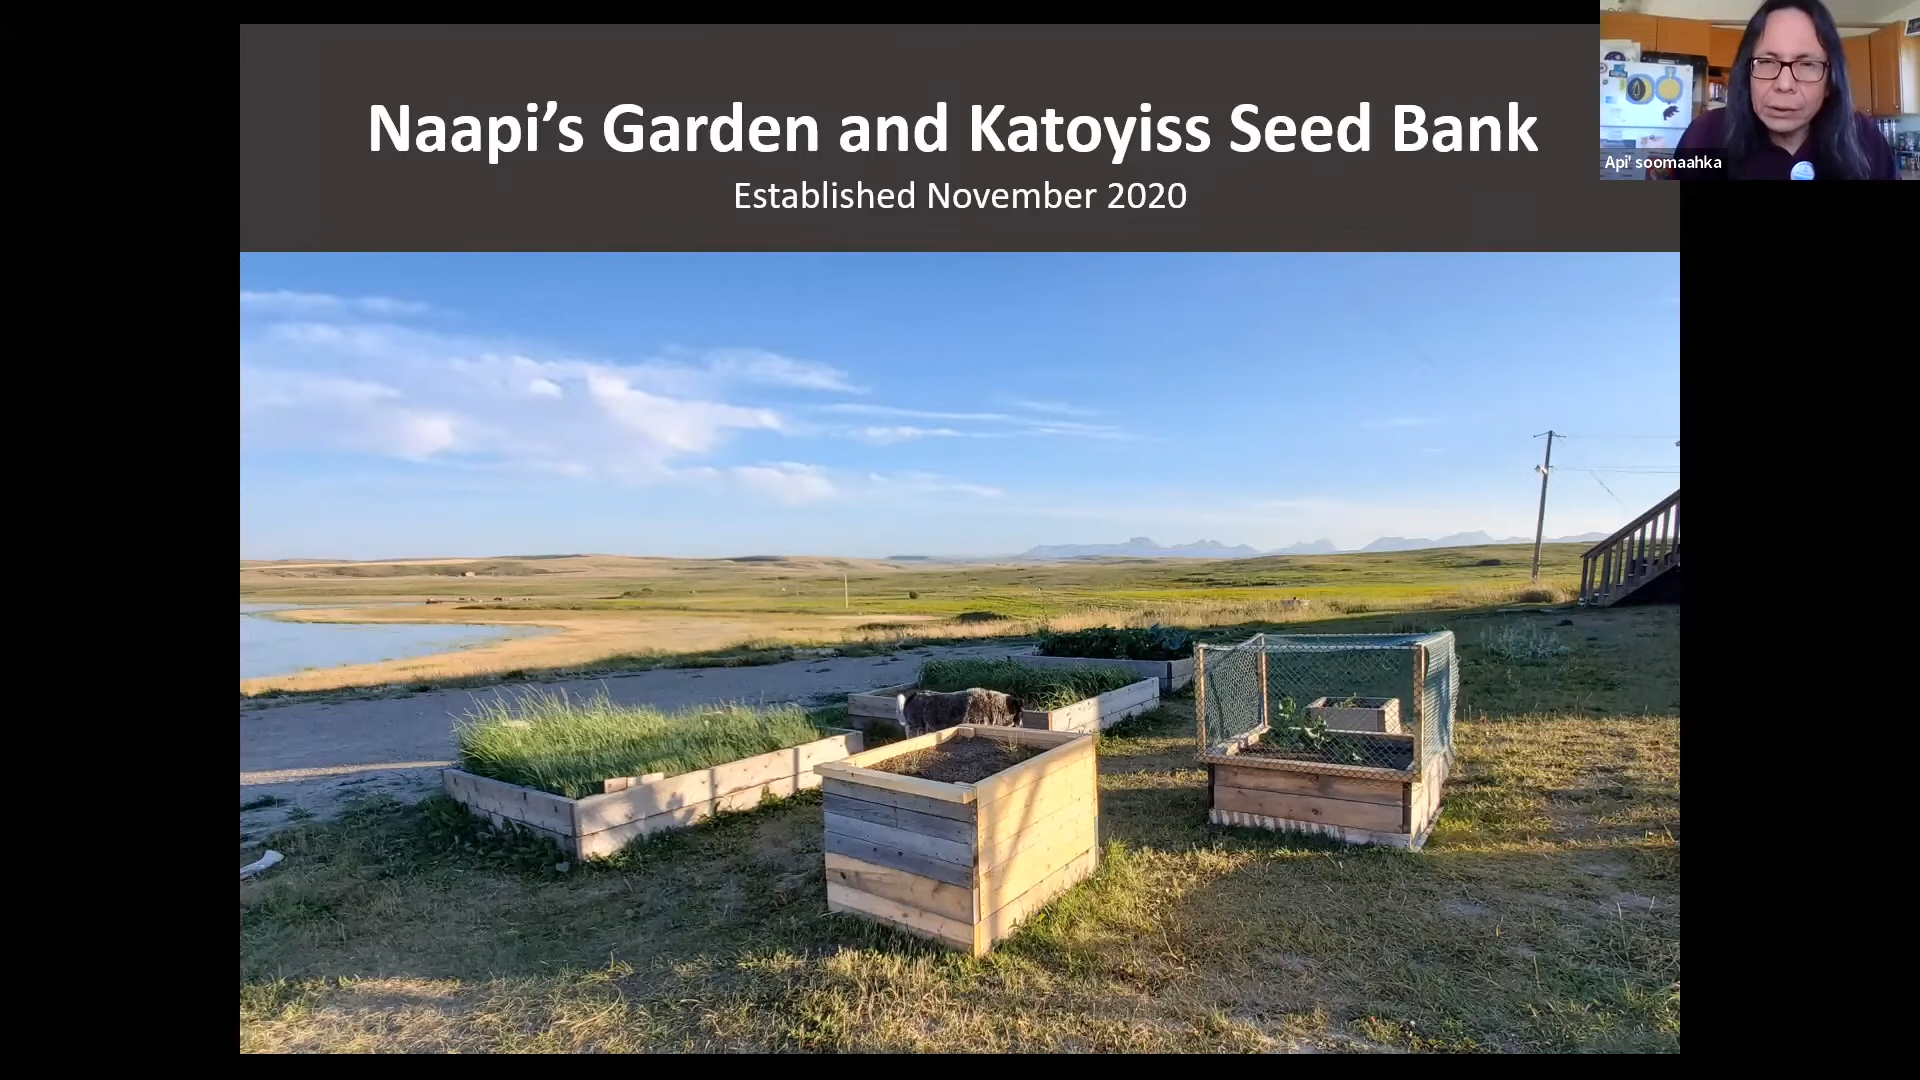 Naapi’s Garden and Katoyiss Seed Bank
Established November 2020
Api' soomaahka